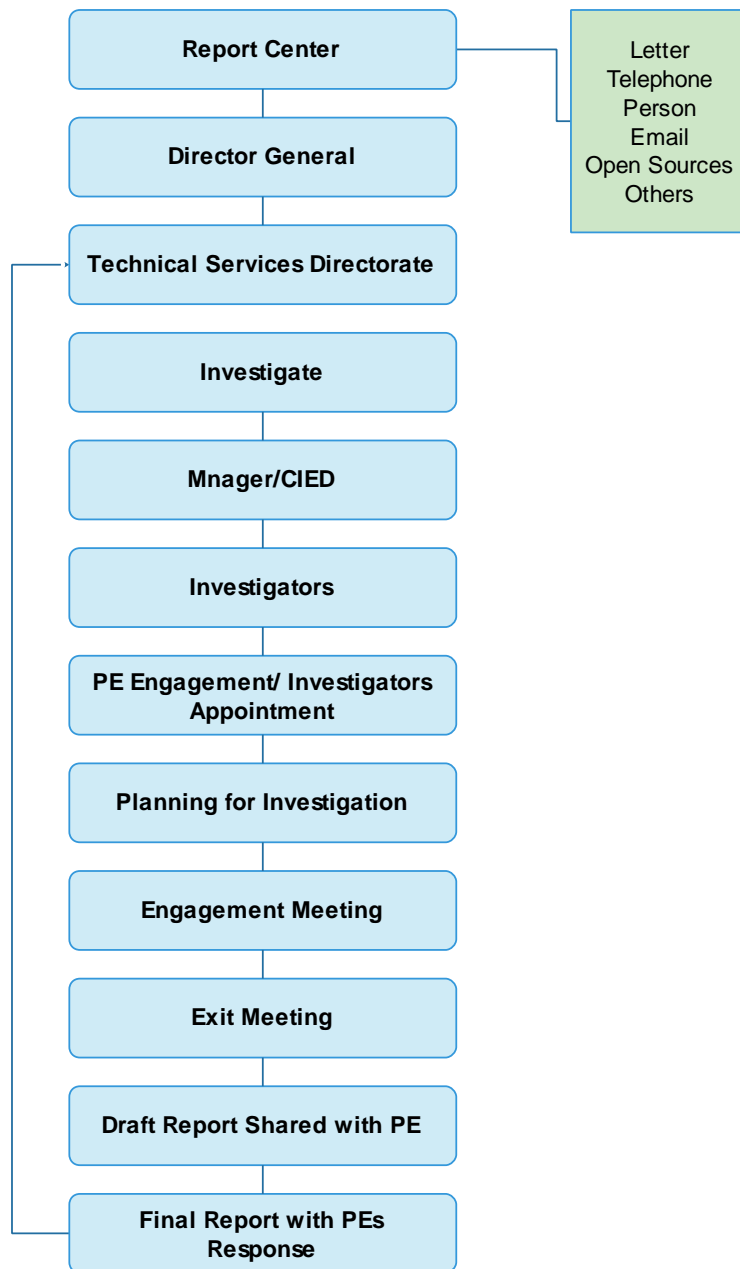 Report Center
Letter
Telephone
Person
Email
Open Sources
Others
Director General
Technical Services Directorate
Investigate
Mnager/CIED
Investigators
PE Engagement/ Investigators
Appointment
Planning for Investigation
Engagement Meeting
Exit Meeting
Draft Report Shared with PE
Final Report with PEs
Response